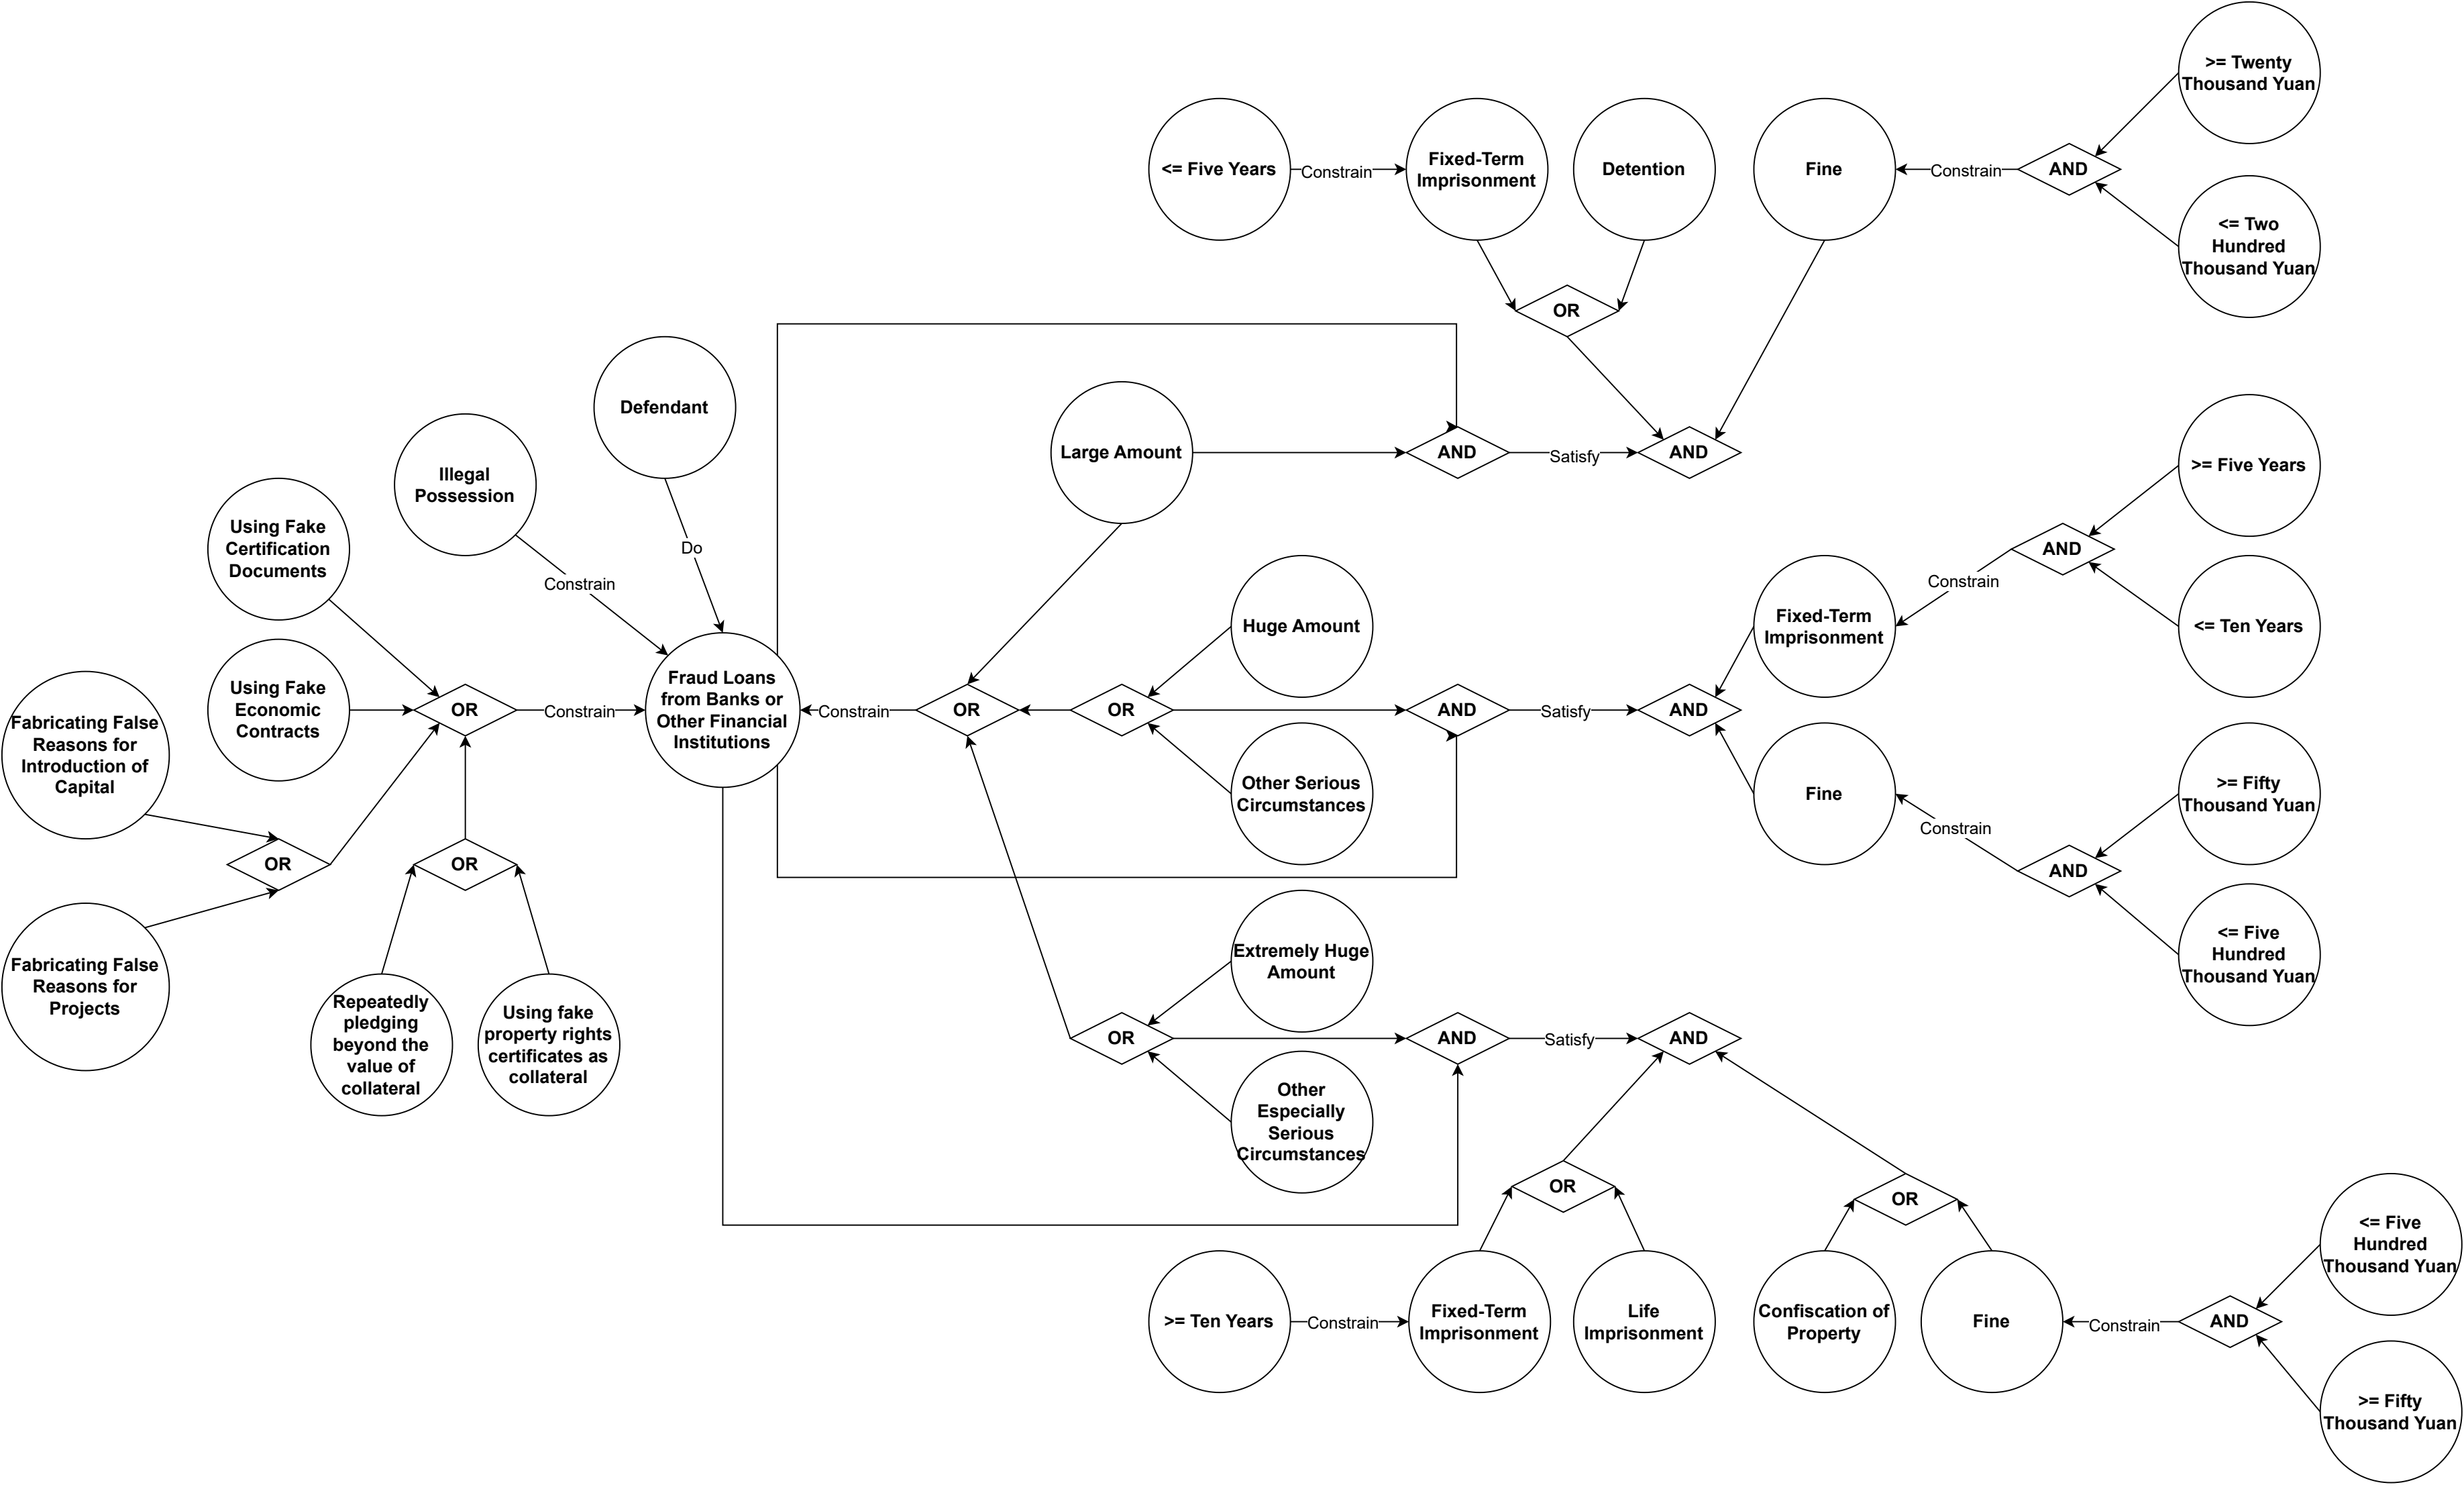 >= Twenty
Thousand Yuan
<= Five Years
Constrain
Fixed-Term
Imprisonment
Detention
Fine
Constrain
AND
<= Two
Hundred
Thousand Yuan
OR
Defendant
Large Amount
AND
Satisfy
AND
Illegal
Possession
>= Five Years
Using Fake
Certification
Documents
Do
Constrain
AND
Constrain
Huge Amount
Fixed-Term
Imprisonment
<= Ten Years
Using Fake
Economic
Contracts
OR
Constrain
Fraud Loans
from Banks or
Other Financial
Institutions
Constrain
OR
OR
AND
Satisfy
AND
Fabricating False
Reasons for
Introduction of
Capital
Other Serious
Circumstances
Fine
>= Fifty
Thousand Yuan
Constrain
OR
OR
AND
Extremely Huge
Amount
<= Five
Hundred
Thousand Yuan
Fabricating False
Reasons for
Projects
Repeatedly
pledging
beyond the
value of
collateral
Using fake
property rights
certificates as
collateral
OR
AND
Satisfy
AND
Other
Especially
Serious
Circumstances
OR
OR
<= Five
Hundred
Thousand Yuan
>= Ten Years
Constrain
Fixed-Term
Imprisonment
Life
Imprisonment
Confiscation of
Property
Fine
Constrain
AND
>= Fifty
Thousand Yuan